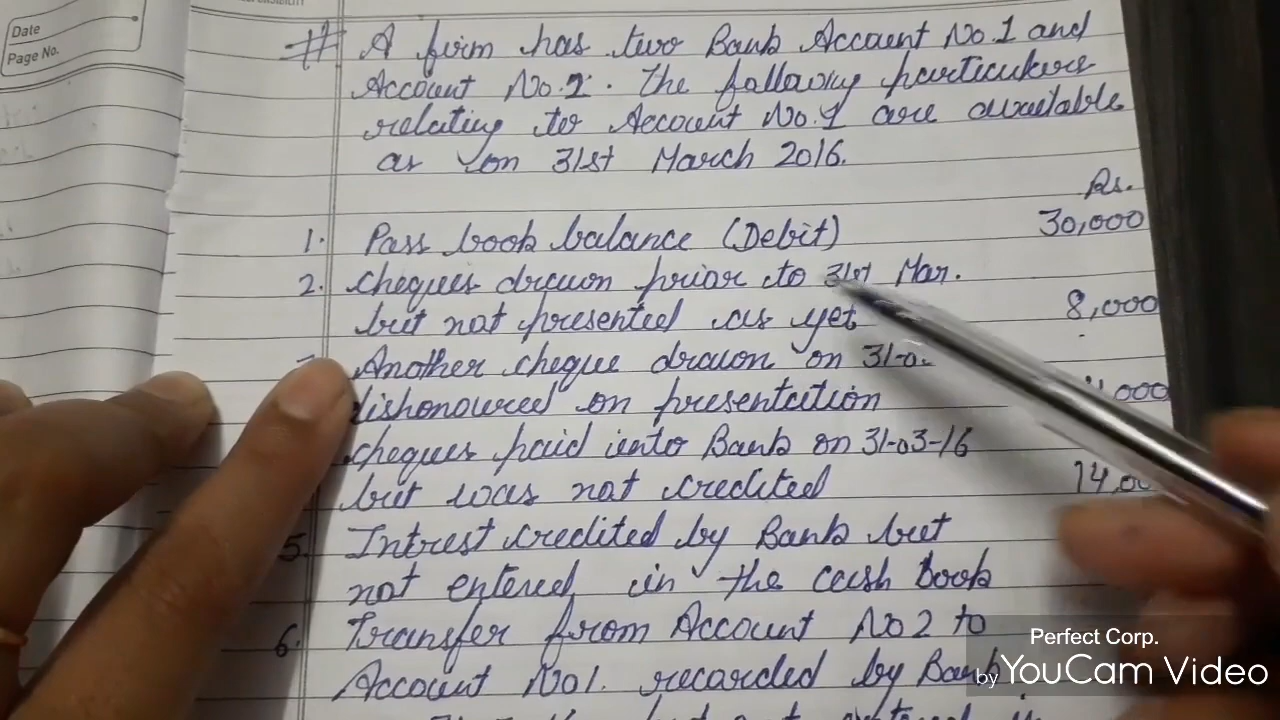 Date
Page No.
# A firm has two Bank Account No.1 and
Account No.2. The following particulars
relating to Account No.1 are available
as on 31st March 2016.
Rs.
1. Pass book balance (Debit) 30,000
2. Cheques drawn prior to 31st Mar.
but not presented as yet 8,000
Another cheque drawn on
dishonoured on presentation
cheques paid into Bank on 31-03-16
but was not credited
5. Intrest credited by Bank but
not entered in the cash book
6. Transfer from Account No 2 to
Account No1. recorded by Bank
Perfect Corp.
by YouCam Video